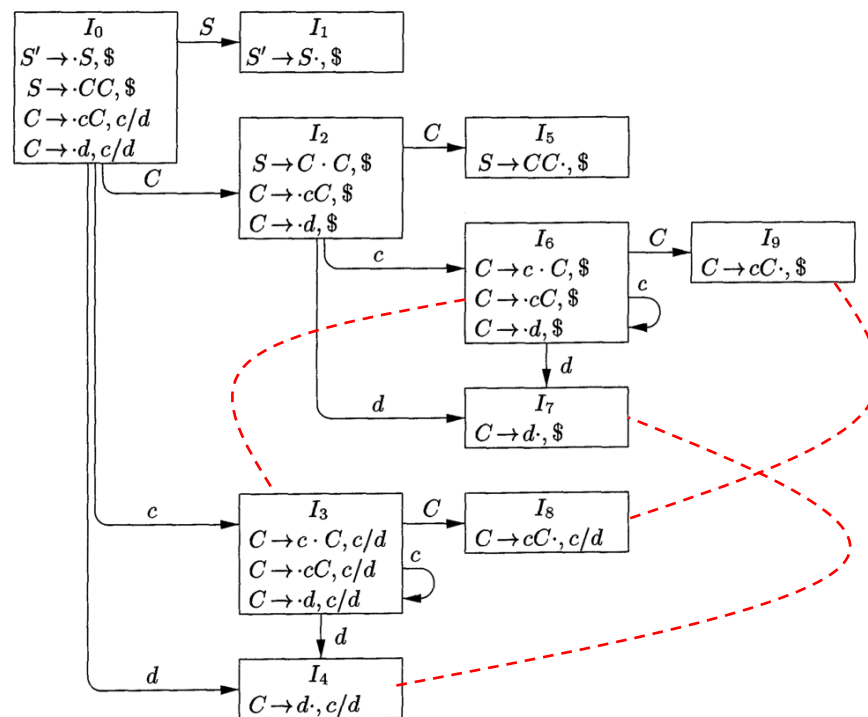 I₀
S′ → ·S, $
S → ·CC, $
C → ·cC, c/d
C → ·d, c/d
S
I₁
S′ → S·, $
C
I₂
S → C · C, $
C → ·cC, $
C → ·d, $
C
I₅
S → CC·, $
c
I₆
C → c · C, $
C → ·cC, $
C → ·d, $
C
I₉
C → cC·, $
c
d
d
I₇
C → d·, $
c
I₃
C → c · C, c/d
C → ·cC, c/d
C → ·d, c/d
C
I₈
C → cC·, c/d
c
d
d
I₄
C → d·, c/d